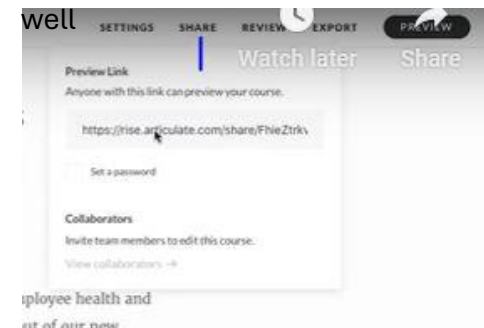 well
SETTINGS SHARE REVIEW EXPORT PREVIEW
Watch later Share
Preview Link
Anyone with this link can preview your course.
https://rise.articulate.com/share/FhieZtrkv
Set a password
Collaborators
Invite team members to edit this course.
View collaborators →
ployee health and
out of our new